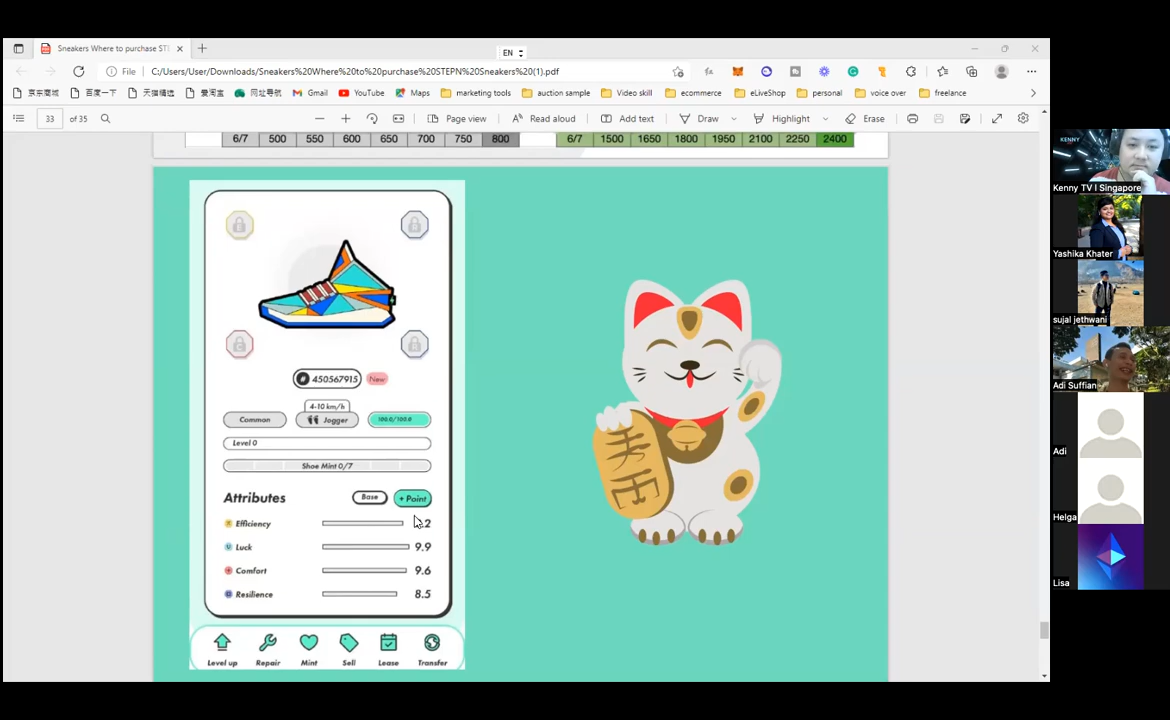 Sneakers Where to purchase STE
EN
File C:/Users/User/Downloads/Sneakers%20Where%20to%20purchase%20STEPN%20Sneakers%20(1).pdf
京东商城 百度一下 天猫精选 爱淘宝 网址导航 Gmail YouTube Maps marketing tools auction sample Video skill ecommerce eLiveShop personal voice over freelance
33 of 35 Page view Read aloud Add text Draw Highlight Erase
6/7 500 550 600 650 700 750 800 6/7 1500 1650 1800 1950 2100 2250 2400
# 450567915 New
4-10 km/h
Common Jogger 100.0/100.0
Level 0
Shoe Mint 0/7
Attributes Base + Point
Efficiency
Luck 9.9
Comfort 9.6
Resilience 8.5
Level up Repair Mint Sell Lease Transfer
KENNY
Kenny TV I Singapore
Yashika Khater
sujal jethwani
Adi Suffian
Adi
Helga
Lisa